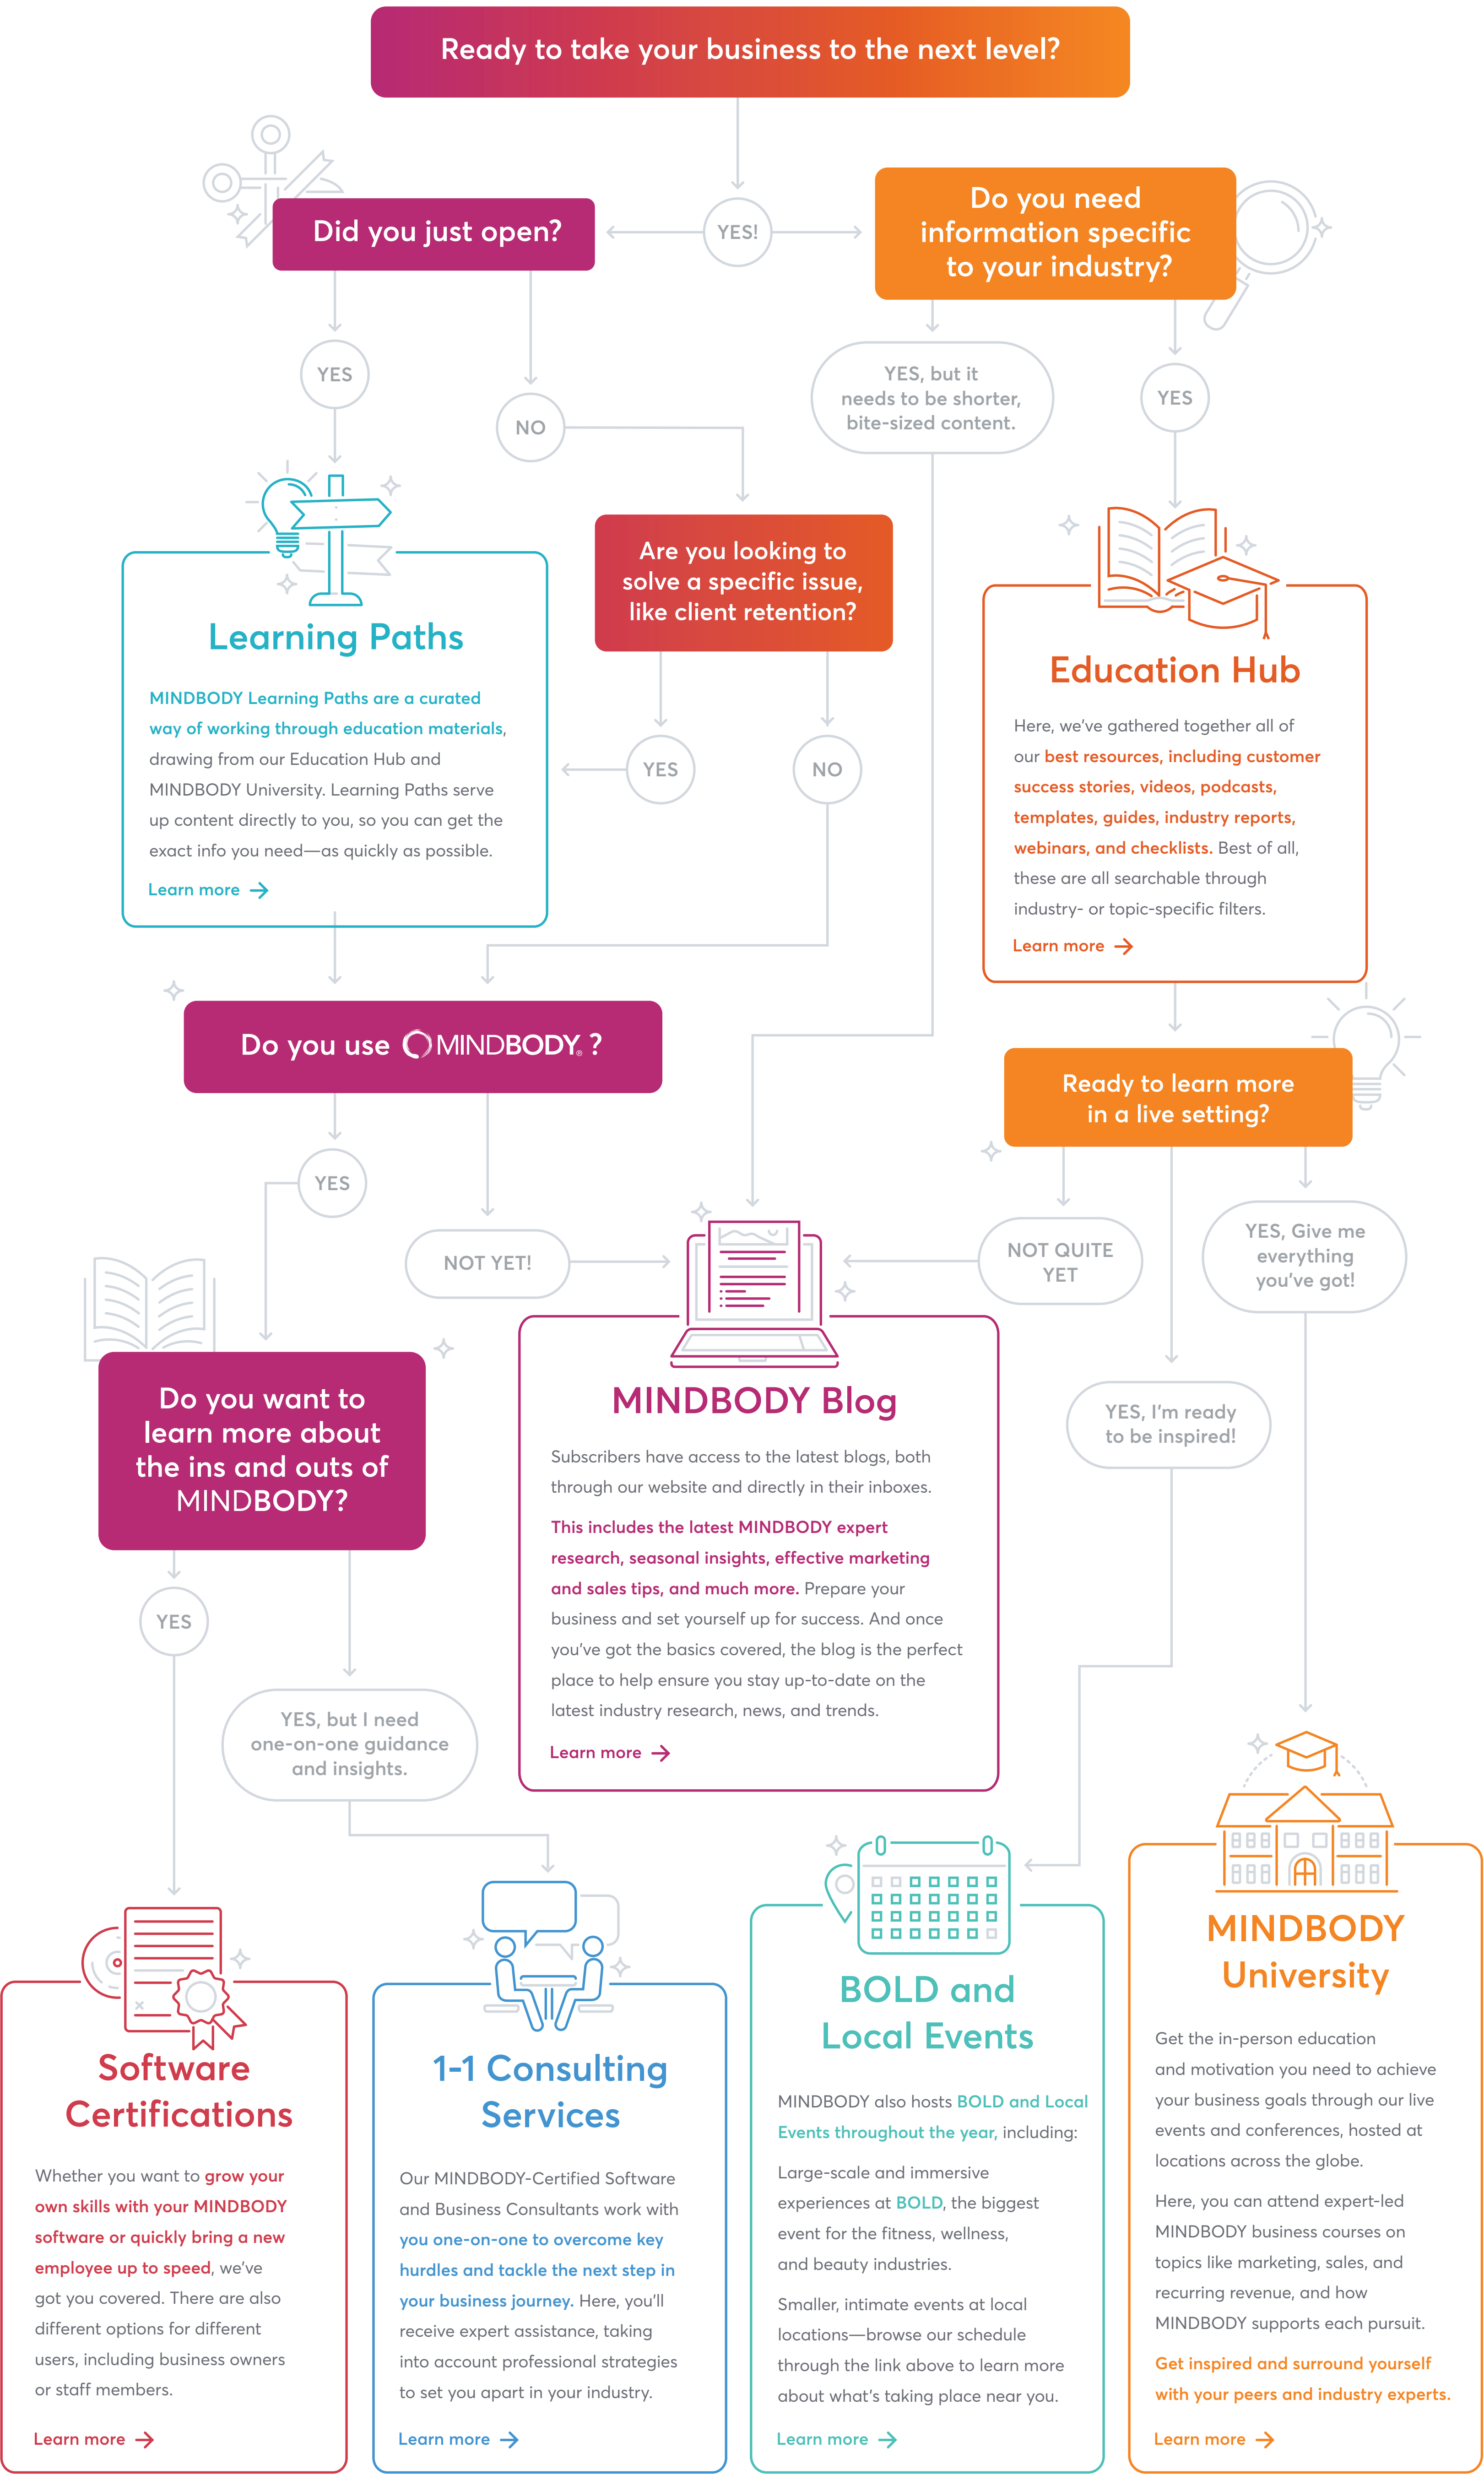 Ready to take your business to the next level?
YES!
Did you just open?
Do you need
information specific
to your industry?
YES
NO
YES, but it
needs to be shorter,
bite-sized content.
YES
Learning Paths
MINDBODY Learning Paths are a curated
way of working through education materials,
drawing from our Education Hub and
MINDBODY University. Learning Paths serve
up content directly to you, so you can get the
exact info you need—as quickly as possible.
Learn more
Are you looking to
solve a specific issue,
like client retention?
YES
NO
Education Hub
Here, we've gathered together all of
our best resources, including customer
success stories, videos, podcasts,
templates, guides, industry reports,
webinars, and checklists. Best of all,
these are all searchable through
industry- or topic-specific filters.
Learn more
Do you use MINDBODY® ?
Ready to learn more
in a live setting?
YES
NOT YET!
NOT QUITE
YET
YES, Give me
everything
you've got!
YES, I'm ready
to be inspired!
Do you want to
learn more about
the ins and outs of
MINDBODY?
YES
YES, but I need
one-on-one guidance
and insights.
MINDBODY Blog
Subscribers have access to the latest blogs, both
through our website and directly in their inboxes.
This includes the latest MINDBODY expert
research, seasonal insights, effective marketing
and sales tips, and much more. Prepare your
business and set yourself up for success. And once
you've got the basics covered, the blog is the perfect
place to help ensure you stay up-to-date on the
latest industry research, news, and trends.
Learn more
Software
Certifications
Whether you want to grow your
own skills with your MINDBODY
software or quickly bring a new
employee up to speed, we've
got you covered. There are also
different options for different
users, including business owners
or staff members.
Learn more
1-1 Consulting
Services
Our MINDBODY-Certified Software
and Business Consultants work with
you one-on-one to overcome key
hurdles and tackle the next step in
your business journey. Here, you'll
receive expert assistance, taking
into account professional strategies
to set you apart in your industry.
Learn more
BOLD and
Local Events
MINDBODY also hosts BOLD and Local
Events throughout the year, including:
Large-scale and immersive
experiences at BOLD, the biggest
event for the fitness, wellness,
and beauty industries.
Smaller, intimate events at local
locations—browse our schedule
through the link above to learn more
about what's taking place near you.
Learn more
MINDBODY
University
Get the in-person education
and motivation you need to achieve
your business goals through our live
events and conferences, hosted at
locations across the globe.
Here, you can attend expert-led
MINDBODY business courses on
topics like marketing, sales, and
recurring revenue, and how
MINDBODY supports each pursuit.
Get inspired and surround yourself
with your peers and industry experts.
Learn more